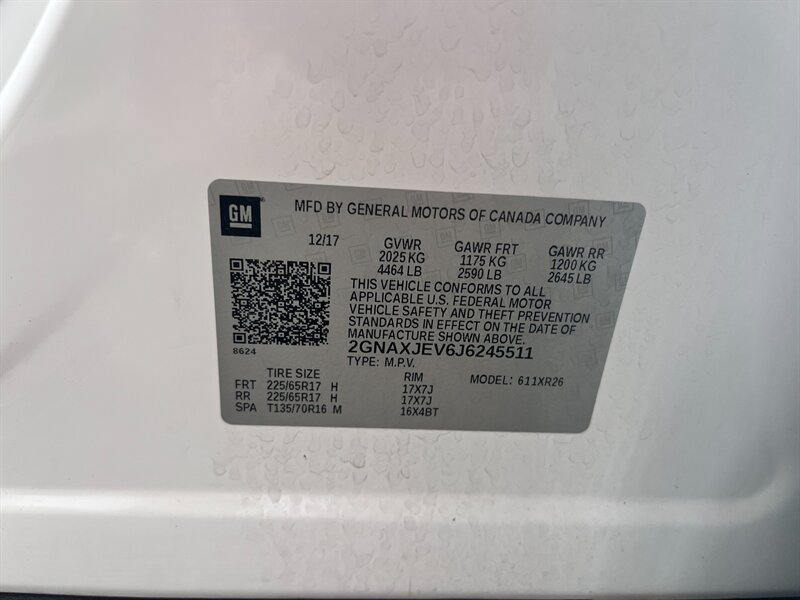 GM
MFD BY GENERAL MOTORS OF CANADA COMPANY
12/17 GVWR GAWR FRT GAWR RR
2025 KG 1175 KG 1200 KG
4464 LB 2590 LB 2645 LB
THIS VEHICLE CONFORMS TO ALL
APPLICABLE U.S. FEDERAL MOTOR
VEHICLE SAFETY AND THEFT PREVENTION
STANDARDS IN EFFECT ON THE DATE OF
MANUFACTURE SHOWN ABOVE.
8624 2GNAXJEV6J6245511
TYPE: M.P.V.
TIRE SIZE RIM MODEL: 611XR26
FRT 225/65R17 H 17X7J
RR 225/65R17 H 17X7J
SPA T135/70R16 M 16X4BT